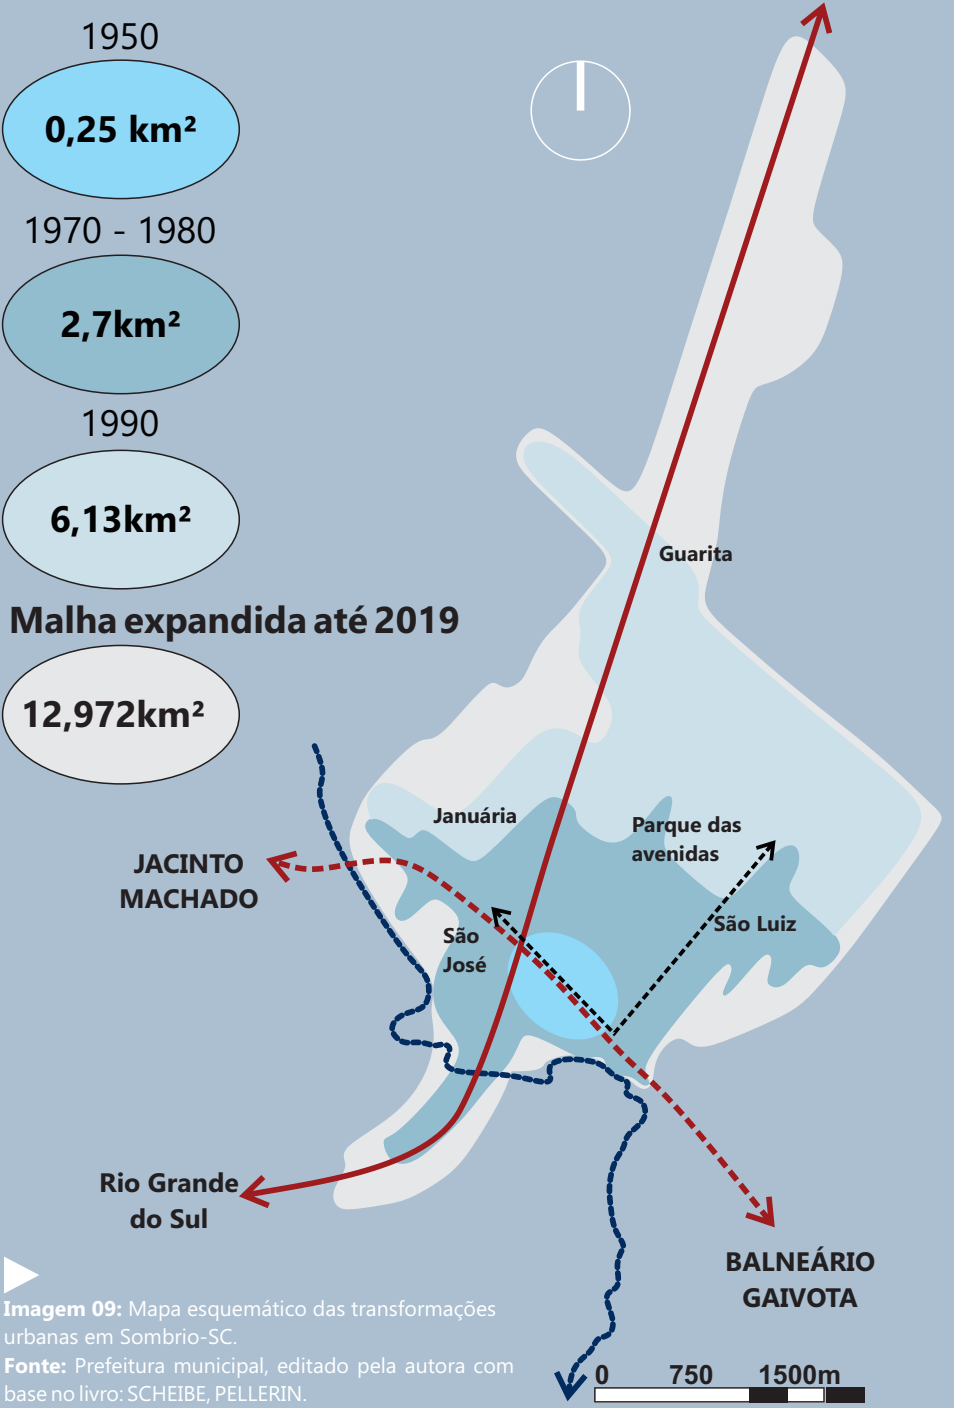 1950
0,25 km²
1970 - 1980
2,7km²
1990
6,13km²
Malha expandida até 2019
12,972km²
Guarita
Januária
Parque das
avenidas
JACINTO
MACHADO
São
José
São Luiz
Rio Grande
do Sul
BALNEÁRIO
GAIVOTA
Imagem 09: Mapa esquemático das transformações
urbanas em Sombrio-SC.
Fonte: Prefeitura municipal, editado pela autora com
base no livro: SCHEIBE, PELLERIN.
0 750 1500m